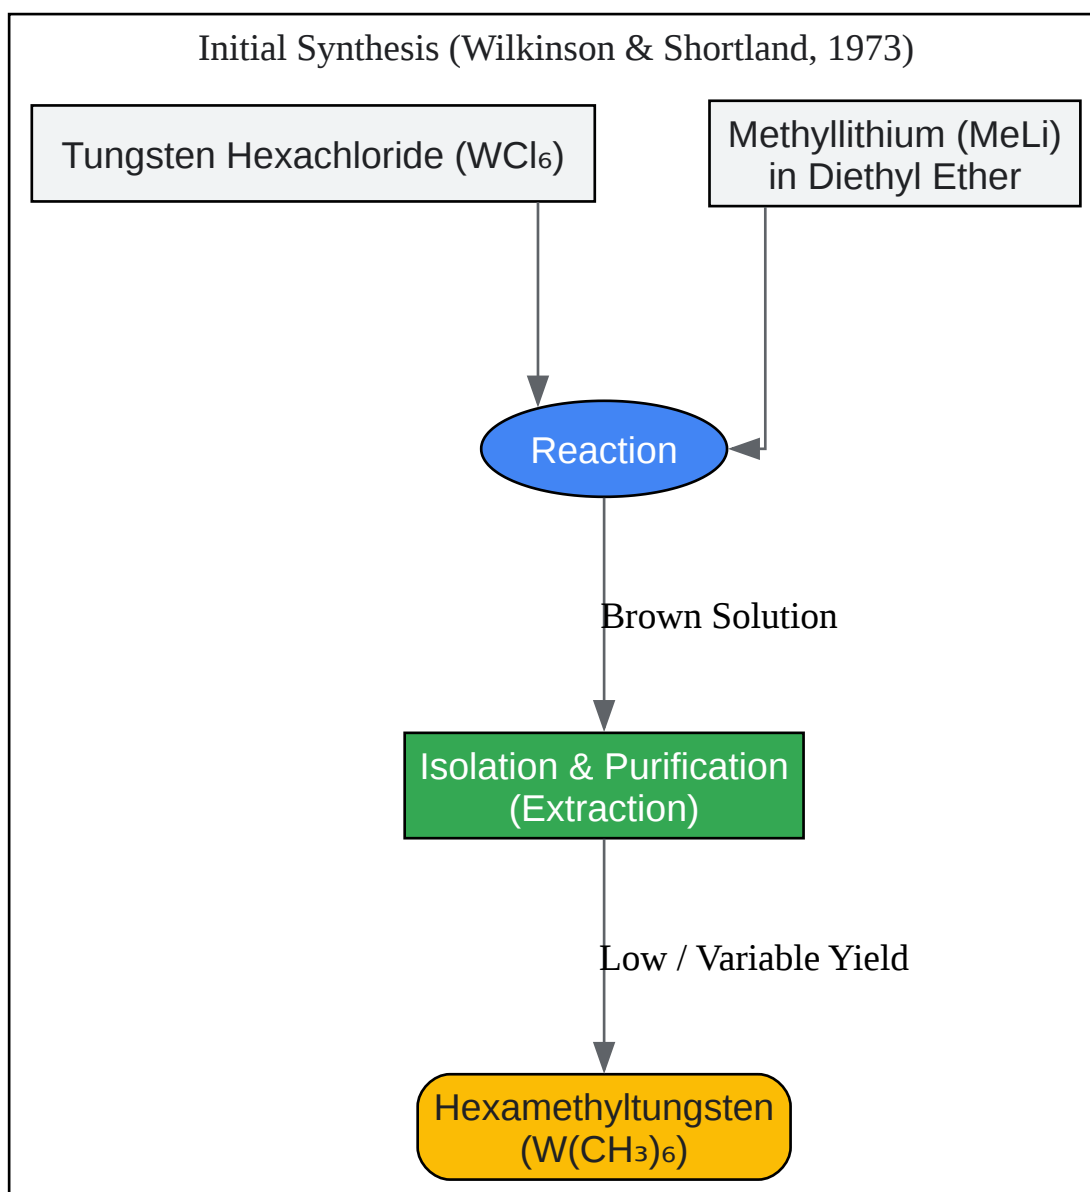 Initial Synthesis (Wilkinson & Shortland, 1973)
Tungsten Hexachloride (WCl₆)
Methyllithium (MeLi)
in Diethyl Ether
Reaction
Brown Solution
Isolation & Purification
(Extraction)
Low / Variable Yield
Hexamethyltungsten
(W(CH₃)₆)